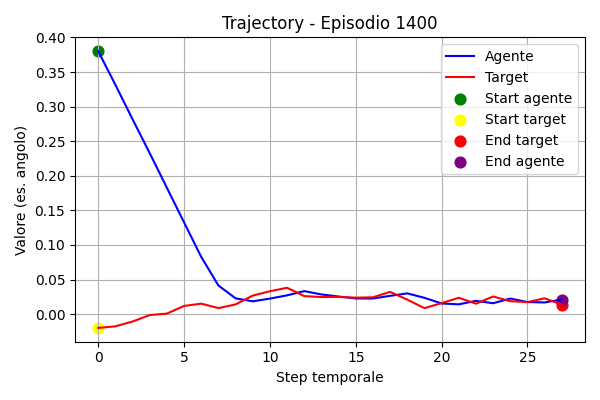 Trajectory - Episodio 1400
Valore (es. angolo)
0.40
0.35
0.30
0.25
0.20
0.15
0.10
0.05
0.00
Agente
Target
Start agente
Start target
End target
End agente
0 5 10 15 20 25
Step temporale